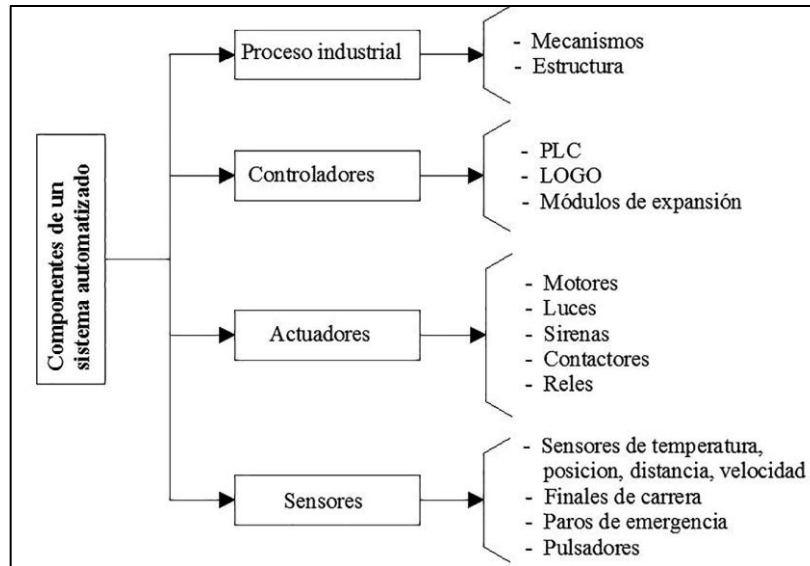 Componentes de un
sistema automatizado
Proceso industrial
- Mecanismos
- Estructura
Controladores
- PLC
- LOGO
- Módulos de expansión
Actuadores
- Motores
- Luces
- Sirenas
- Contactores
- Reles
Sensores
- Sensores de temperatura,
posicion, distancia, velocidad
- Finales de carrera
- Paros de emergencia
- Pulsadores